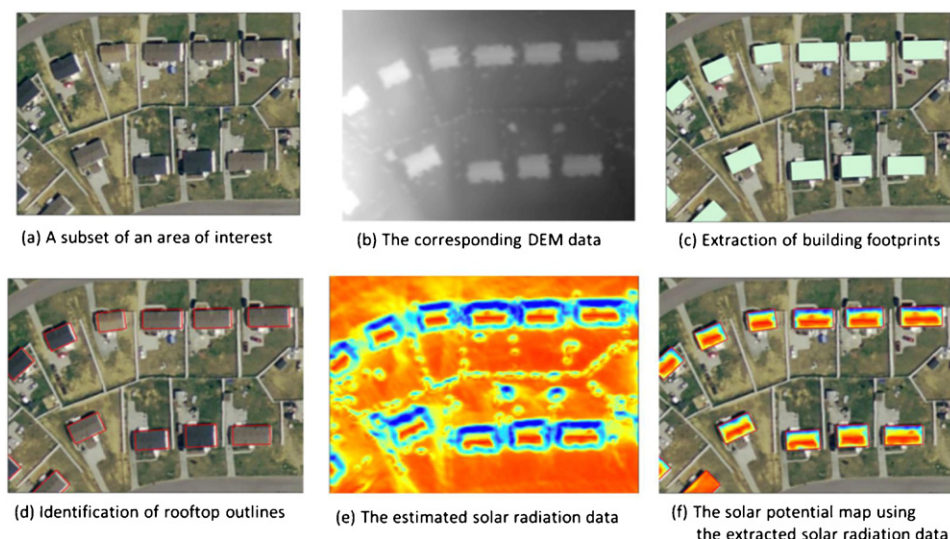 (a) A subset of an area of interest
(b) The corresponding DEM data
(c) Extraction of building footprints
(d) Identification of rooftop outlines
(e) The estimated solar radiation data
(f) The solar potential map using
the extracted solar radiation data